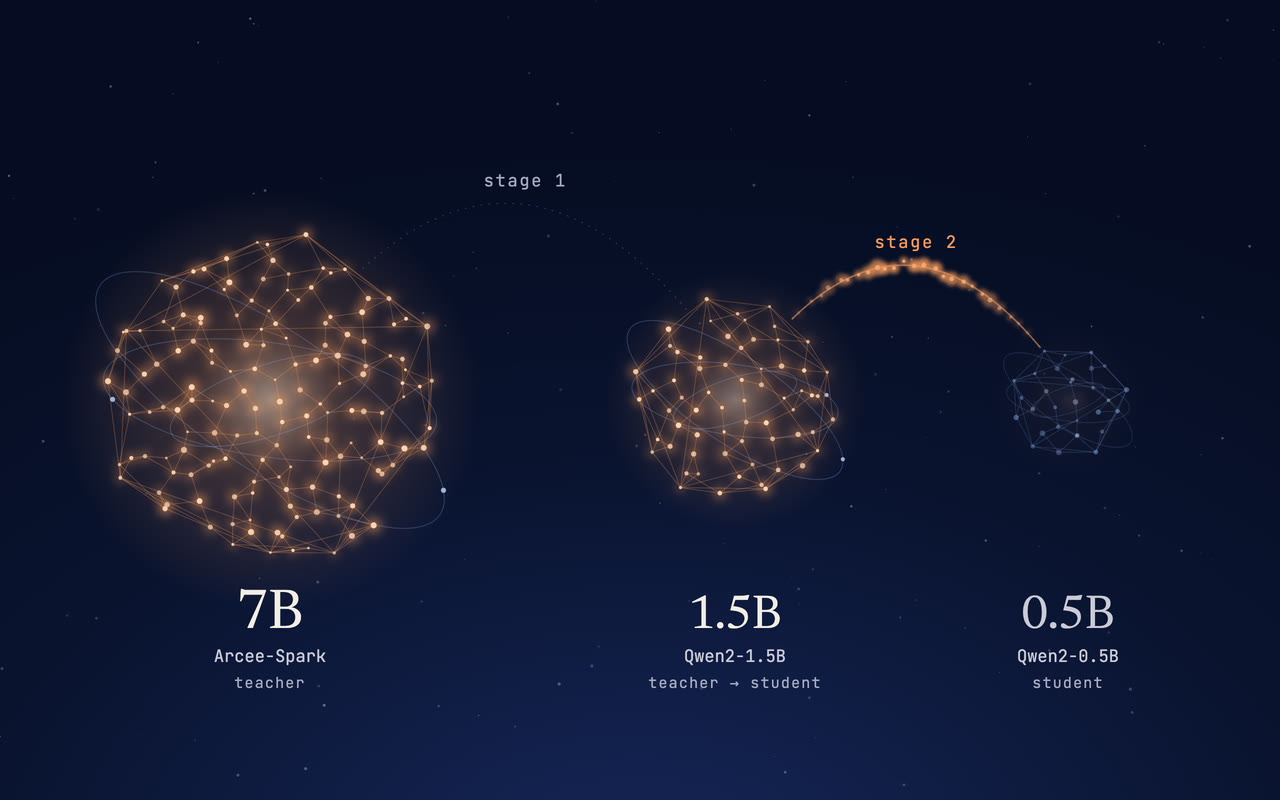 stage 1
stage 2
7B
Arcee-Spark
teacher
1.5B
Qwen2-1.5B
teacher → student
0.5B
Qwen2-0.5B
student